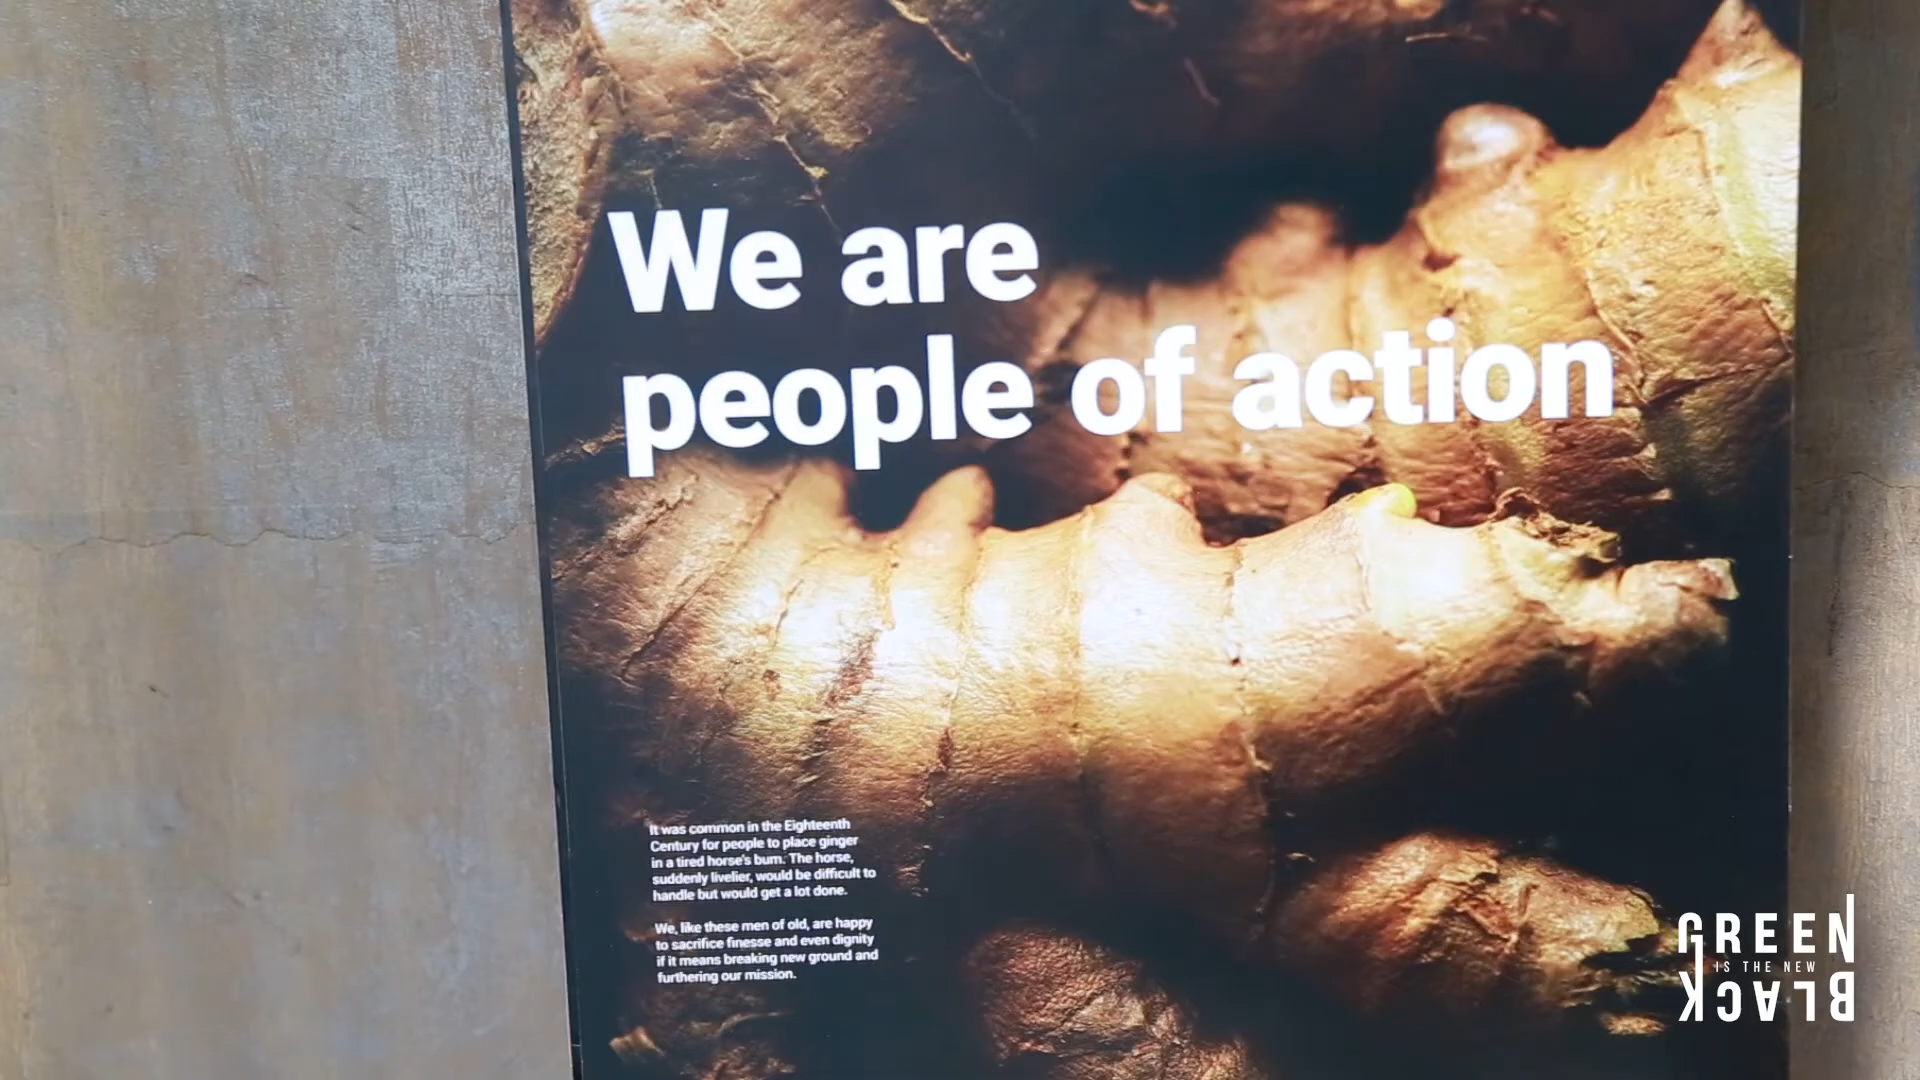 We are
people of action
It was common in the Eighteenth
Century for people to place ginger
in a tired horse's bum. The horse,
suddenly livelier, would be difficult to
handle but would get a lot done.
We, like these men of old, are happy
to sacrifice finesse and even dignity
if it means breaking new ground and
furthering our mission.
GREEN
IS THE NEW
BLACK